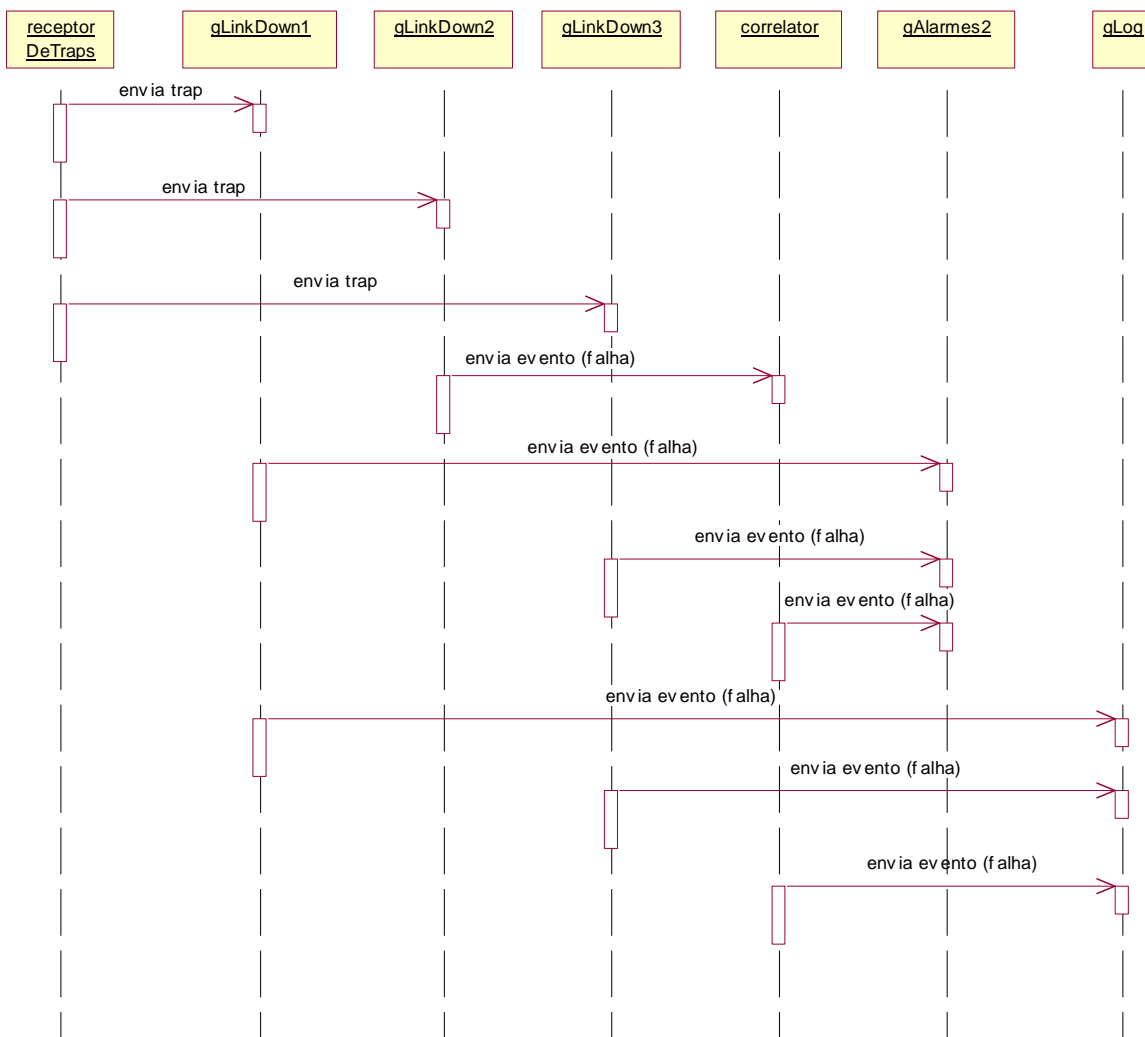 receptor
DeTraps
gLinkDown1
gLinkDown2
gLinkDown3
correlator
gAlarmes2
gLog
envia trap
envia trap
envia trap
envia evento (falha)
envia evento (falha)
envia evento (falha)
envia evento (falha)
envia evento (falha)
envia evento (falha)
envia evento (falha)